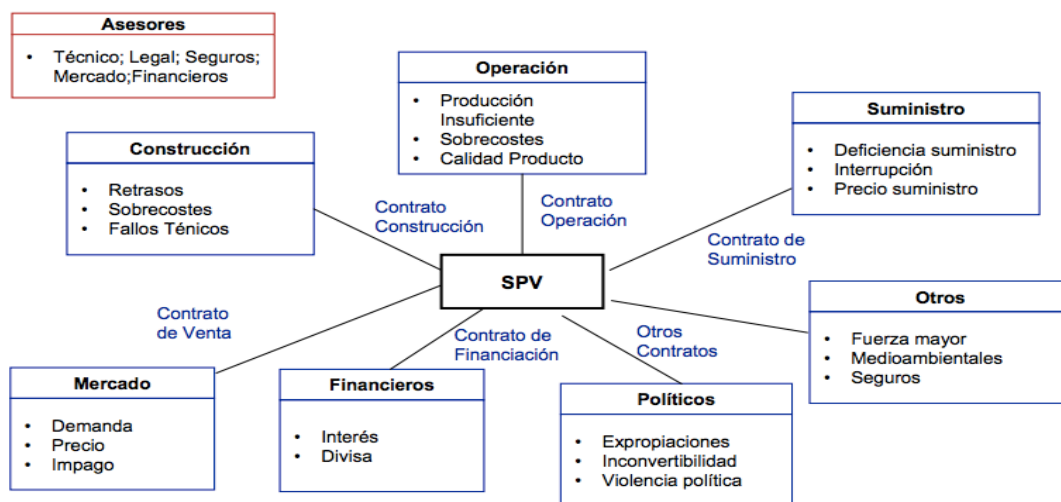 Asesores
• Técnico; Legal; Seguros;
Mercado;Financieros
Operación
• Producción
Insuficiente
• Sobrecostes
• Calidad Producto
Suministro
• Deficiencia suministro
• Interrupción
• Precio suministro
Construcción
• Retrasos
• Sobrecostes
• Fallos Ténicos
Contrato
Construcción
Contrato
Operación
Contrato de
Suministro
SPV
Contrato
de Venta
Contrato de
Financiación
Otros
Contratos
Otros
• Fuerza mayor
• Medioambientales
• Seguros
Mercado
• Demanda
• Precio
• Impago
Financieros
• Interés
• Divisa
Políticos
• Expropiaciones
• Inconvertibilidad
• Violencia política